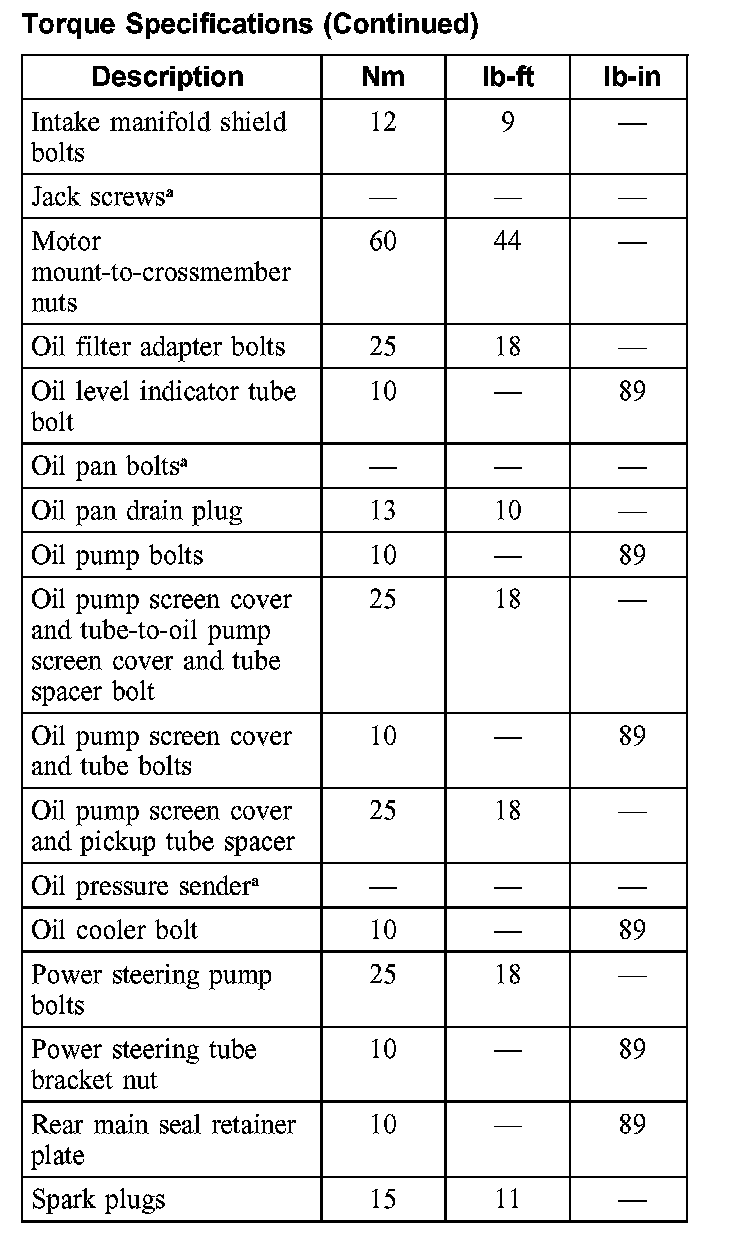 Torque Specifications (Continued)
Description Nm lb-ft lb-in
Intake manifold shield 12 9 —
bolts
Jack screwsª — — —
Motor 60 44 —
mount-to-crossmember
nuts
Oil filter adapter bolts 25 18 —
Oil level indicator tube 10 — 89
bolt
Oil pan boltsª — — —
Oil pan drain plug 13 10 —
Oil pump bolts 10 — 89
Oil pump screen cover 25 18 —
and tube-to-oil pump
screen cover and tube
spacer bolt
Oil pump screen cover 10 — 89
and tube bolts
Oil pump screen cover 25 18 —
and pickup tube spacer
Oil pressure senderª — — —
Oil cooler bolt 10 — 89
Power steering pump 25 18 —
bolts
Power steering tube 10 — 89
bracket nut
Rear main seal retainer 10 — 89
plate
Spark plugs 15 11 —